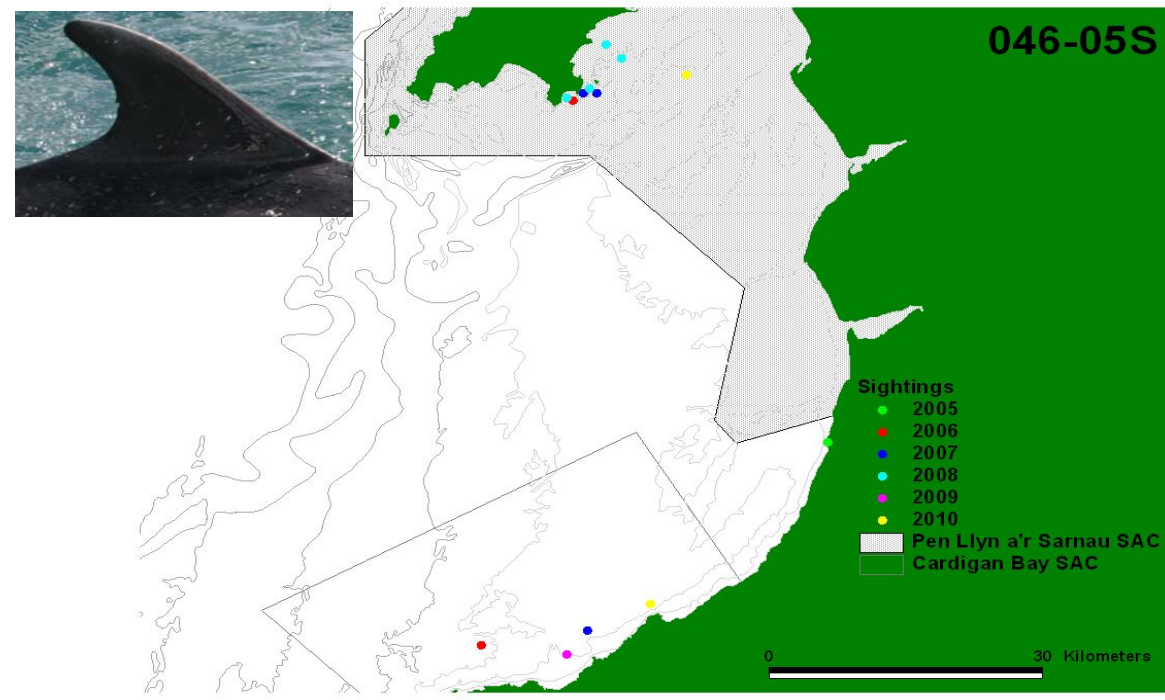 046-05S
Sightings
2005
2006
2007
2008
2009
2010
Pen Llyn a'r Sarnau SAC
Cardigan Bay SAC
0 30 Kilometers